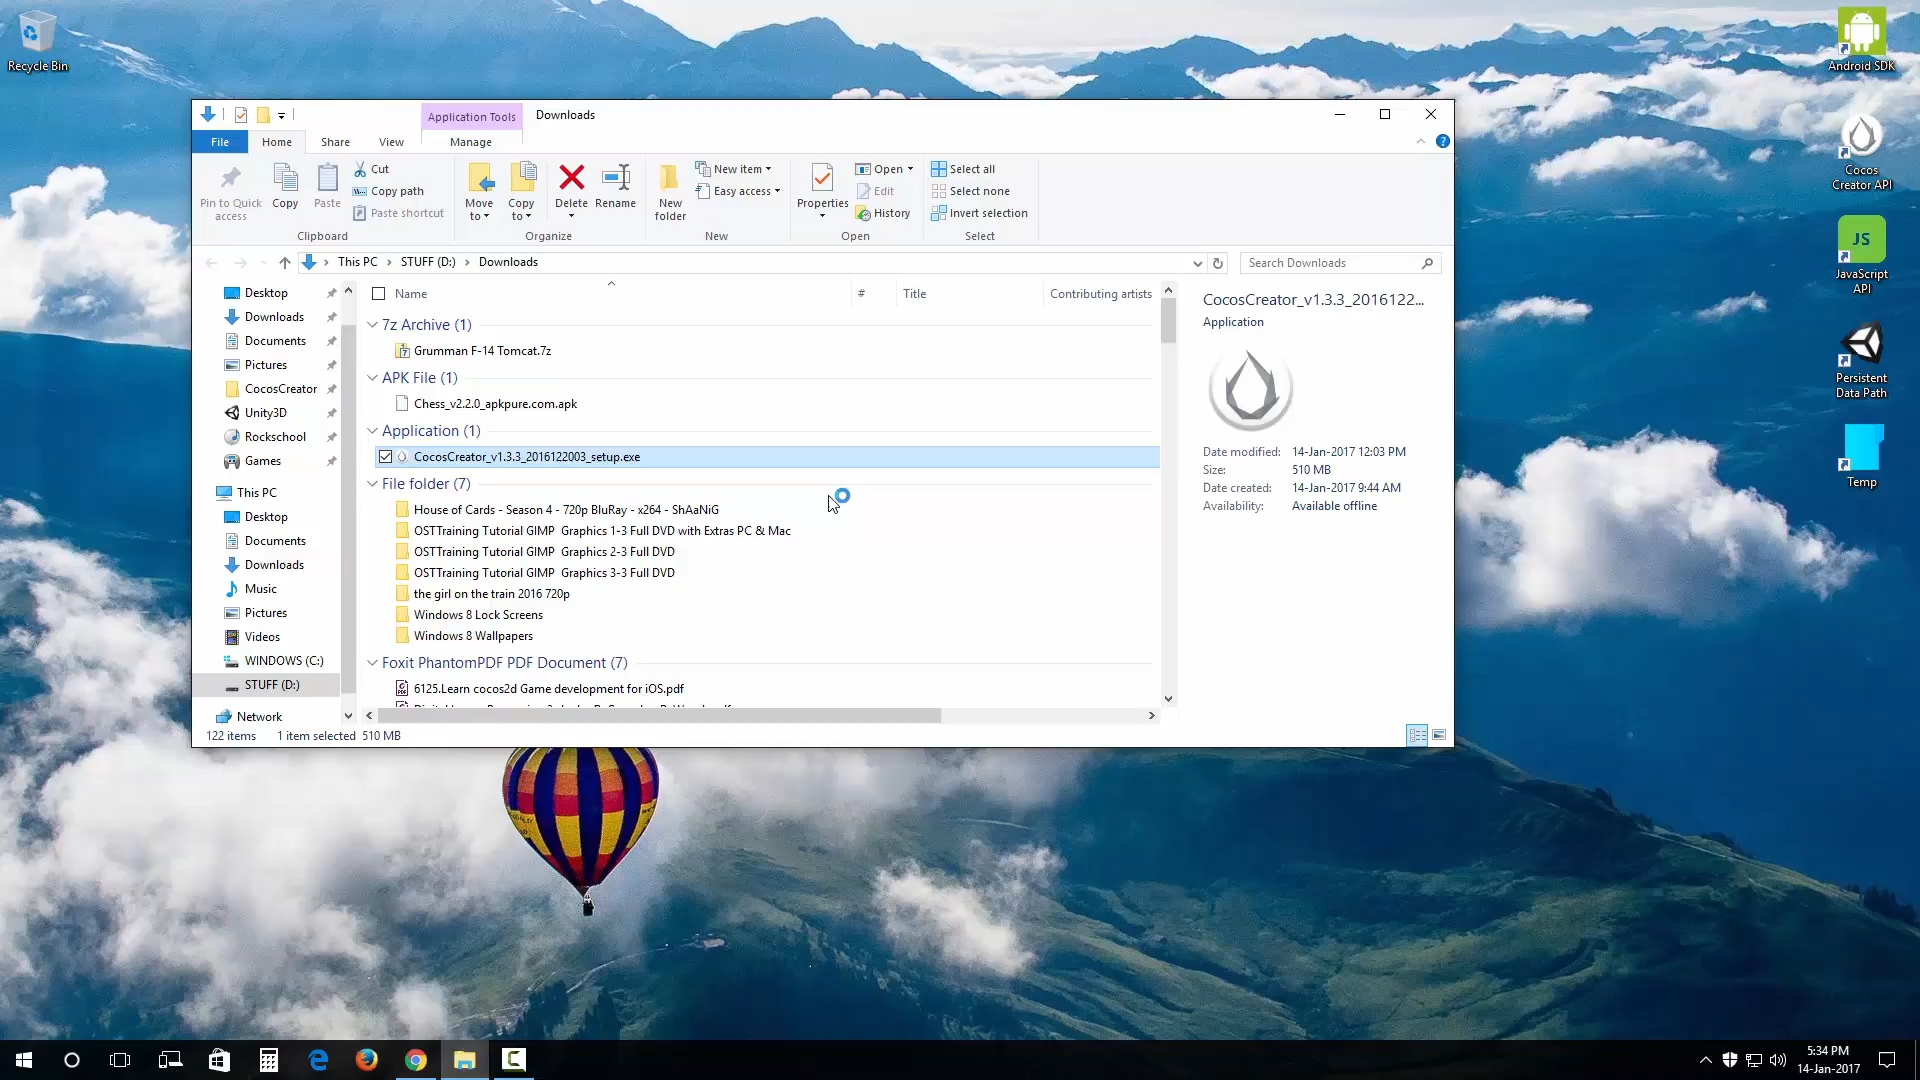 Recycle Bin
Android SDK
Cocos
Creator API
JS
JavaScript
API
Persistent
Data Path
Temp
Application Tools
Downloads
File
Home
Share
View
Manage
Pin to Quick
access
Copy
Paste
Cut
Copy path
Paste shortcut
Clipboard
Move
to
Copy
to
Delete
Rename
Organize
New
folder
New item
Easy access
New
Properties
Open
Edit
History
Open
Select all
Select none
Invert selection
Select
This PC
STUFF (D:)
Downloads
Search Downloads
Desktop
Downloads
Documents
Pictures
CocosCreator
Unity3D
Rockschool
Games
This PC
Desktop
Documents
Downloads
Music
Pictures
Videos
WINDOWS (C:)
STUFF (D:)
Network
Name
#
Title
Contributing artists
7z Archive (1)
Grumman F-14 Tomcat.7z
APK File (1)
Chess_v2.2.0_apkpure.com.apk
Application (1)
CocosCreator_v1.3.3_2016122003_setup.exe
File folder (7)
House of Cards - Season 4 - 720p BluRay - x264 - ShAaNiG
OSTTraining Tutorial GIMP  Graphics 1-3 Full DVD with Extras PC & Mac
OSTTraining Tutorial GIMP  Graphics 2-3 Full DVD
OSTTraining Tutorial GIMP  Graphics 3-3 Full DVD
the girl on the train 2016 720p
Windows 8 Lock Screens
Windows 8 Wallpapers
Foxit PhantomPDF PDF Document (7)
6125.Learn cocos2d Game development for iOS.pdf
CocosCreator_v1.3.3_2016122...
Application
Date modified: 14-Jan-2017 12:03 PM
Size: 510 MB
Date created: 14-Jan-2017 9:44 AM
Availability: Available offline
122 items
1 item selected 510 MB
5:34 PM
14-Jan-2017